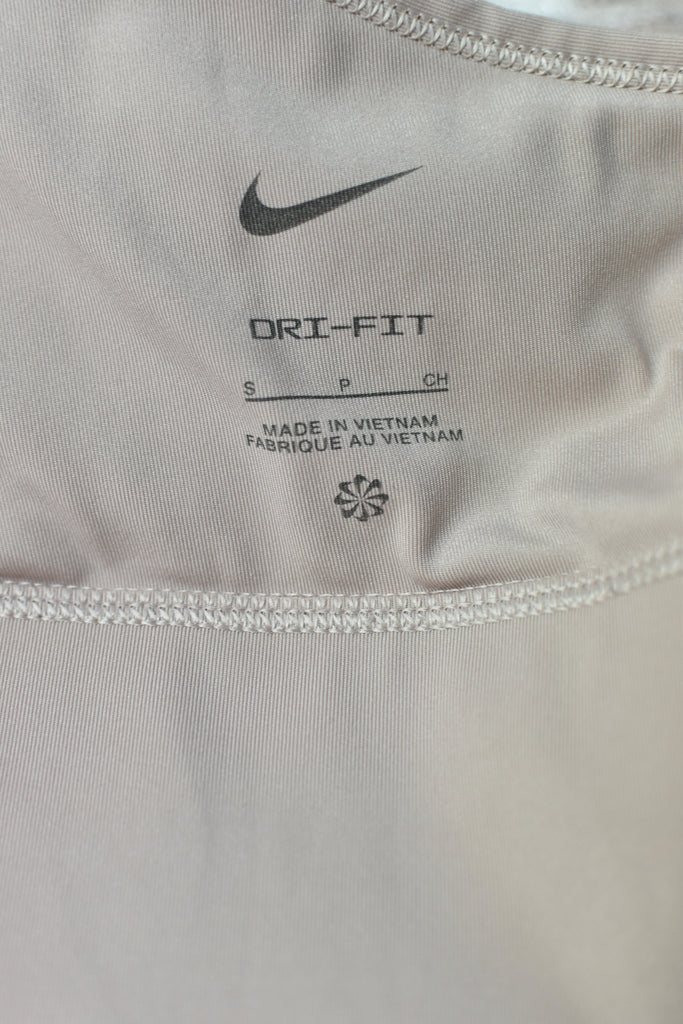 DRI-FIT
S P CH
MADE IN VIETNAM
FABRIQUE AU VIETNAM